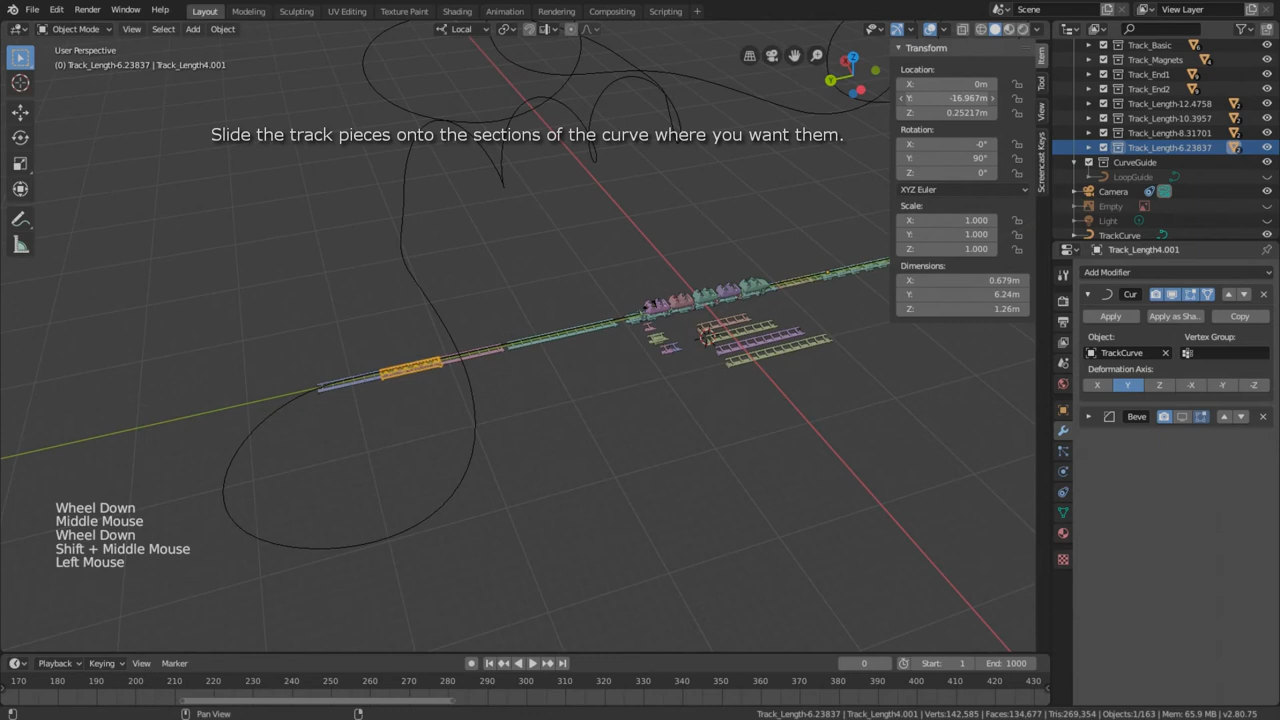 File Edit Render Window Help Layout Modeling Sculpting UV Editing Texture Paint Shading Animation Rendering Compositing Scripting + Scene View Layer
Object Mode View Select Add Object Local
User Perspective
(0) Track_Length-6.23837 | Track_Length4.001
Slide the track pieces onto the sections of the curve where you want them.
Y
Z
Transform
Location:
X: 0m
Y: -16.967m
Z: 0.25217m
Rotation:
X: -0°
Y: 90°
Z: 0°
XYZ Euler
Scale:
X: 1.000
Y: 1.000
Z: 1.000
Dimensions:
X: 0.679m
Y: 6.24m
Z: 1.26m
Item
Tool
View
Screencast Keys
Track_Basic
Track_Magnets
Track_End1
Track_End2
Track_Length-12.4758
Track_Length-10.3957
Track_Length-8.31701
Track_Length-6.23837
CurveGuide
LoopGuide
Camera
Empty
Light
TrackCurve
Track_Length4.001
Add Modifier
Cur
Apply Apply as Sha.. Copy
Object: Vertex Group:
TrackCurve
Deformation Axis:
X Y Z -X -Y -Z
Beve
Wheel Down
Middle Mouse
Wheel Down
Shift + Middle Mouse
Left Mouse
Playback Keying View Marker 0 Start: 1 End: 1000
170 180 190 200 210 220 230 240 250 260 270 280 290 300 310 320 330 340 350 360 370 380 390 400 410 420 430
Pan View
Track_Length-6.23837 | Track_Length4.001 | Verts:142,585 | Faces:134,677 | Tris:269,354 | Objects:1/163 | Mem: 65.9 MB | v2.80.75